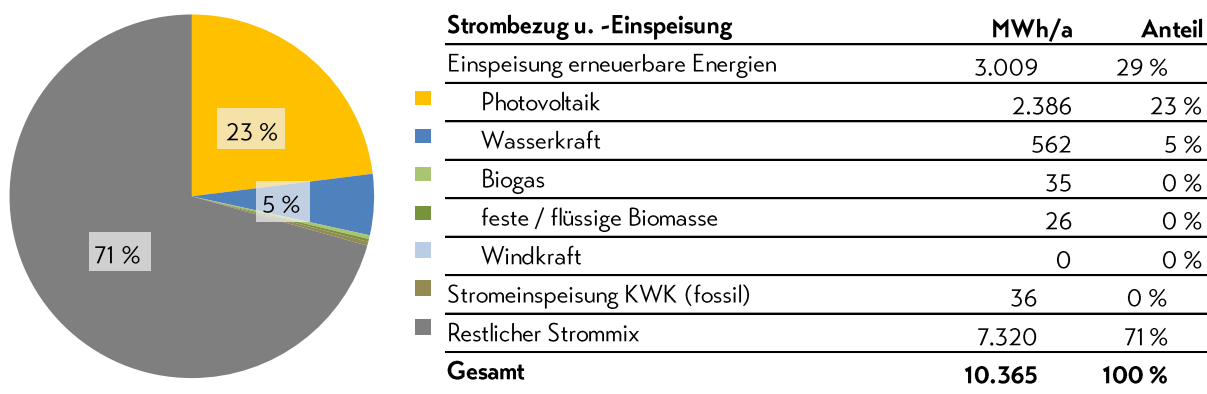 23 %
5 %
71 %
Strombezug u. -Einspeisung MWh/a Anteil
Einspeisung erneuerbare Energien 3.009 29 %
Photovoltaik 2.386 23 %
Wasserkraft 562 5 %
Biogas 35 0 %
feste / flüssige Biomasse 26 0 %
Windkraft 0 0 %
Stromeinspeisung KWK (fossil) 36 0 %
Restlicher Strommix 7.320 71 %
Gesamt 10.365 100 %